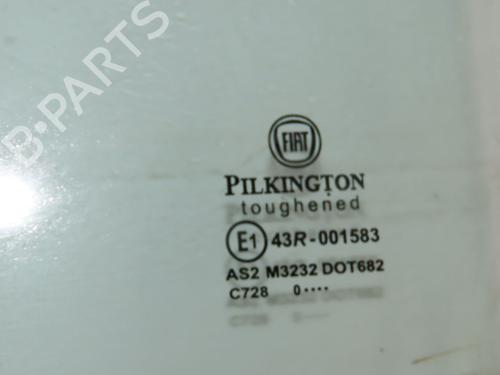 B-PARTS
FIAT
PILKINGTON
toughened
E1 43R-001583
AS2 M3232 DOT682
C728 0····